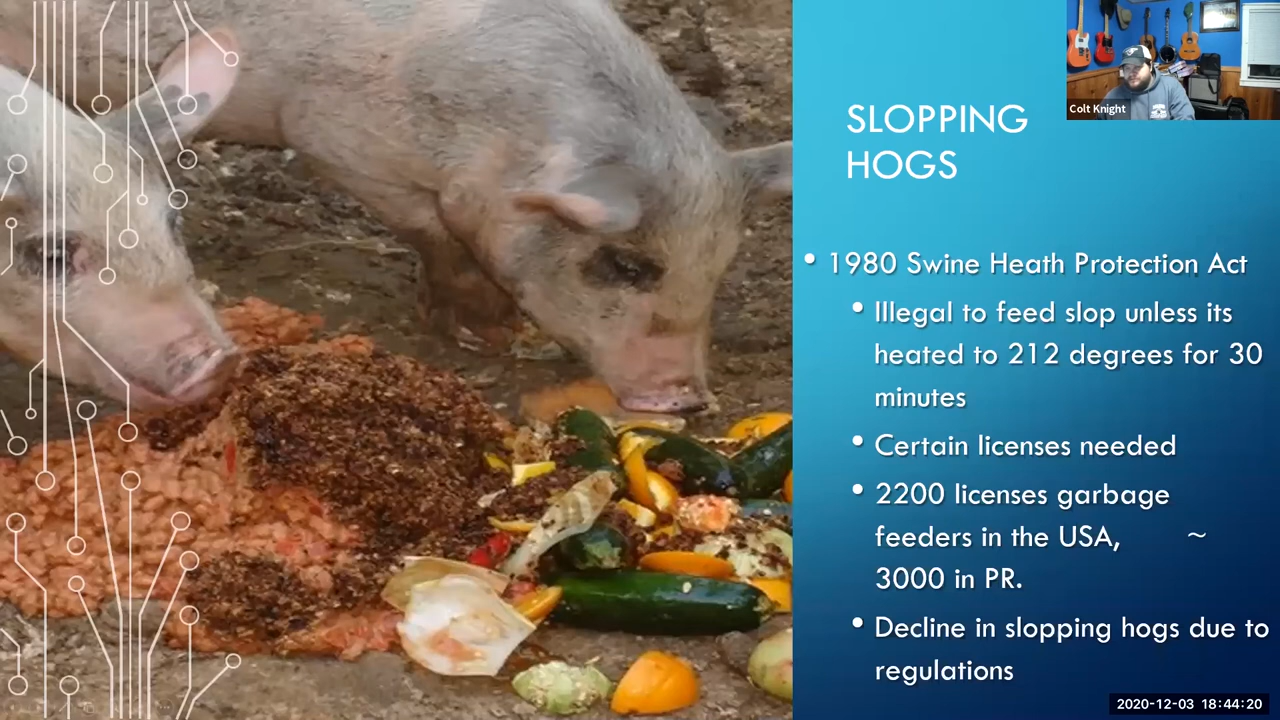 Colt Knight
SLOPPING
HOGS
• 1980 Swine Heath Protection Act
• Illegal to feed slop unless its
heated to 212 degrees for 30
minutes
• Certain licenses needed
• 2200 licenses garbage
feeders in the USA, ~
3000 in PR.
• Decline in slopping hogs due to
regulations
2020-12-03 18:44:20